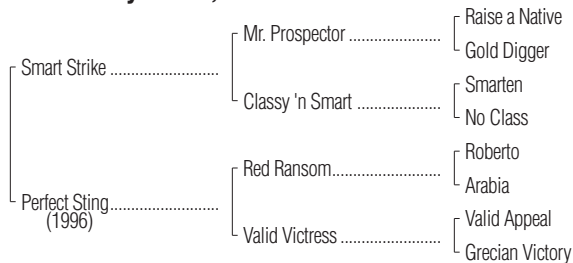 Raise a Native
Mr. Prospector ....................
Gold Digger
Smart Strike .......................
Smarten
Classy 'n Smart ..................
No Class
Roberto
Red Ransom.......................
Arabia
Perfect Sting.......................
(1996)
Valid Appeal
Valid Victress .....................
Grecian Victory